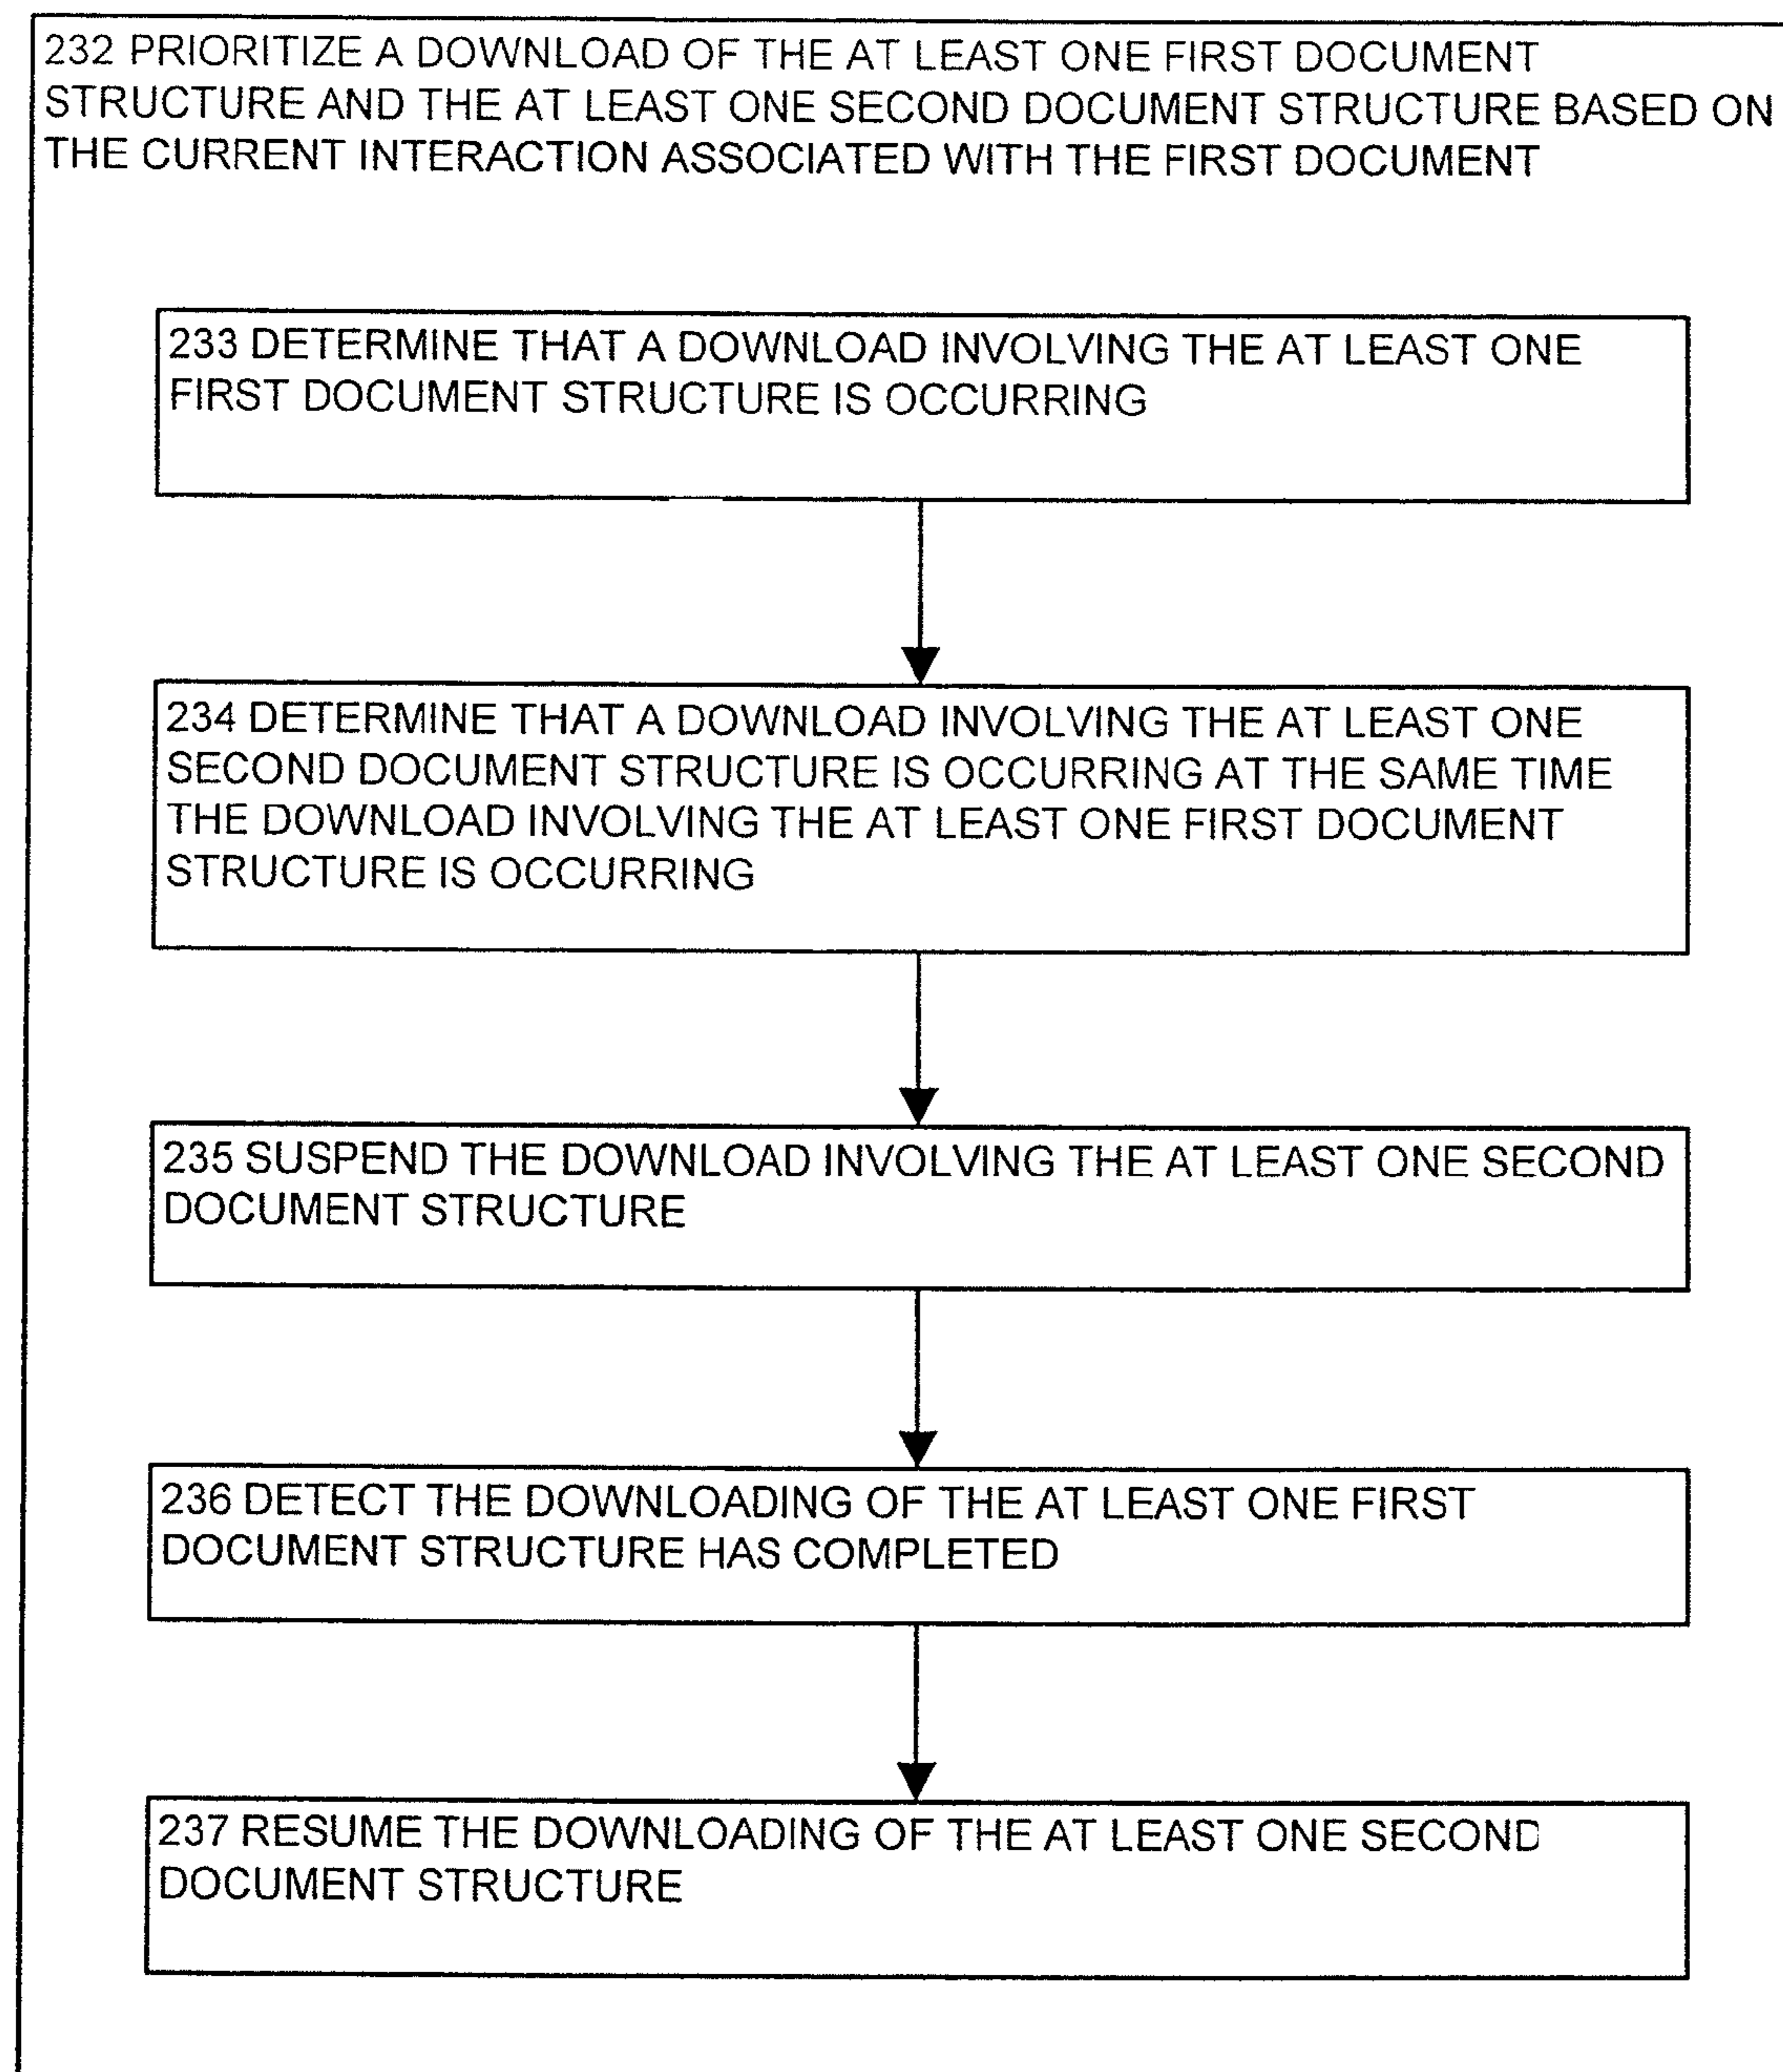 232 PRIORITIZE A DOWNLOAD OF THE AT LEAST ONE FIRST DOCUMENT
STRUCTURE AND THE AT LEAST ONE SECOND DOCUMENT STRUCTURE BASED ON
THE CURRENT INTERACTION ASSOCIATED WITH THE FIRST DOCUMENT
233 DETERMINE THAT A DOWNLOAD INVOLVING THE AT LEAST ONE
FIRST DOCUMENT STRUCTURE IS OCCURRING
234 DETERMINE THAT A DOWNLOAD INVOLVING THE AT LEAST ONE
SECOND DOCUMENT STRUCTURE IS OCCURRING AT THE SAME TIME
THE DOWNLOAD INVOLVING THE AT LEAST ONE FIRST DOCUMENT
STRUCTURE IS OCCURRING
235 SUSPEND THE DOWNLOAD INVOLVING THE AT LEAST ONE SECOND
DOCUMENT STRUCTURE
236 DETECT THE DOWNLOADING OF THE AT LEAST ONE FIRST
DOCUMENT STRUCTURE HAS COMPLETED
237 RESUME THE DOWNLOADING OF THE AT LEAST ONE SECOND
DOCUMENT STRUCTURE